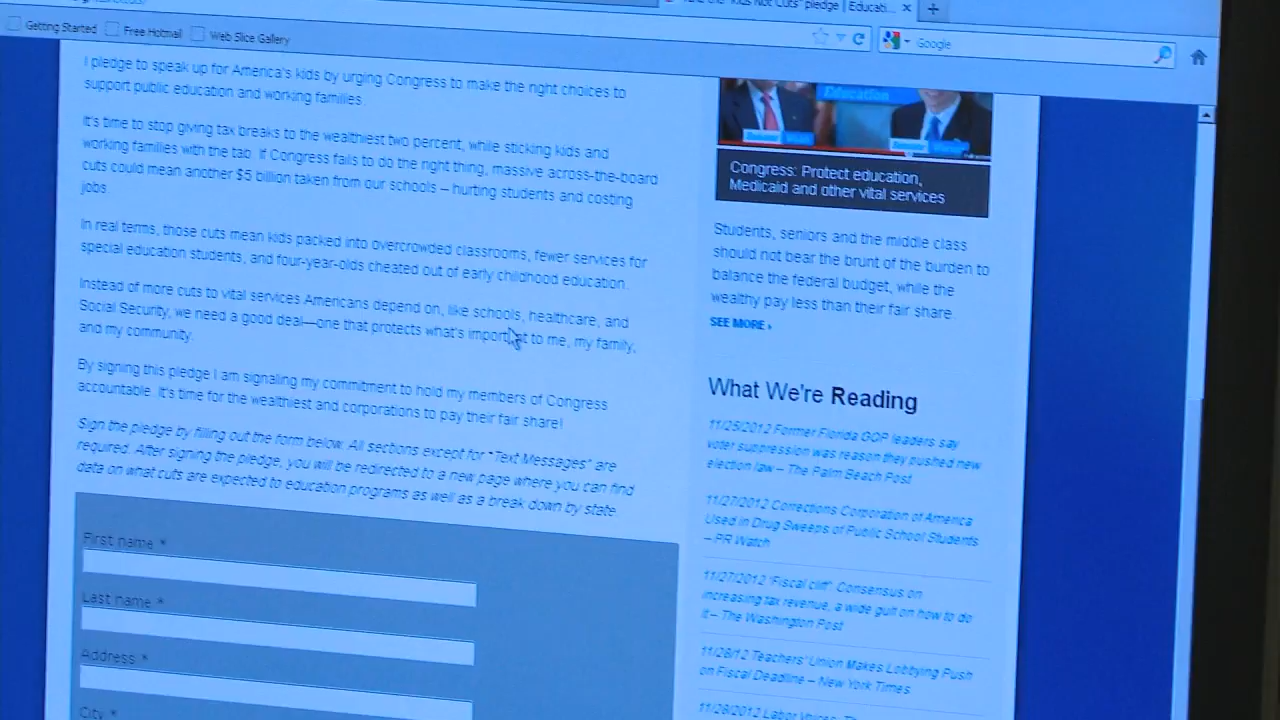 Not Cuts" pledge | Educati...
Getting Started
Free Hotmail
Web Slice Gallery
Google
I pledge to speak up for America's kids by urging Congress to make the right choices to
support public education and working families.
It's time to stop giving tax breaks to the wealthiest two percent, while sticking kids and
working families with the tab. If Congress fails to do the right thing, massive across-the-board
cuts could mean another $5 billion taken from our schools – hurting students and costing
jobs.
In real terms, those cuts mean kids packed into overcrowded classrooms, fewer services for
special education students, and four-year-olds cheated out of early childhood education.
Instead of more cuts to vital services Americans depend on, like schools, healthcare, and
Social Security, we need a good deal—one that protects what's important to me, my family,
and my community.
By signing this pledge I am signaling my commitment to hold my members of Congress
accountable. It's time for the wealthiest and corporations to pay their fair share!
Sign the pledge by filling out the form below. All sections except for "Text Messages" are
required. After signing the pledge, you will be redirected to a new page where you can find
data on what cuts are expected to education programs as well as a break down by state.
First name *
Last name *
Address *
City *
Education
Congress: Protect education,
Medicaid and other vital services
Students, seniors and the middle class
should not bear the brunt of the burden to
balance the federal budget, while the
wealthy pay less than their fair share.
SEE MORE ›
What We're Reading
11/25/2012 Former Florida GOP leaders say
voter suppression was reason they pushed new
election law – The Palm Beach Post
11/27/2012 Corrections Corporation of America
Used in Drug Sweeps of Public School Students
– PR Watch
11/27/2012 'Fiscal cliff': Consensus on
increasing tax revenue, a wide gulf on how to do
it – The Washington Post
11/28/12 Teachers' Union Makes Lobbying Push
on Fiscal Deadline – New York Times
11/28/2012 Labor Voices: Th